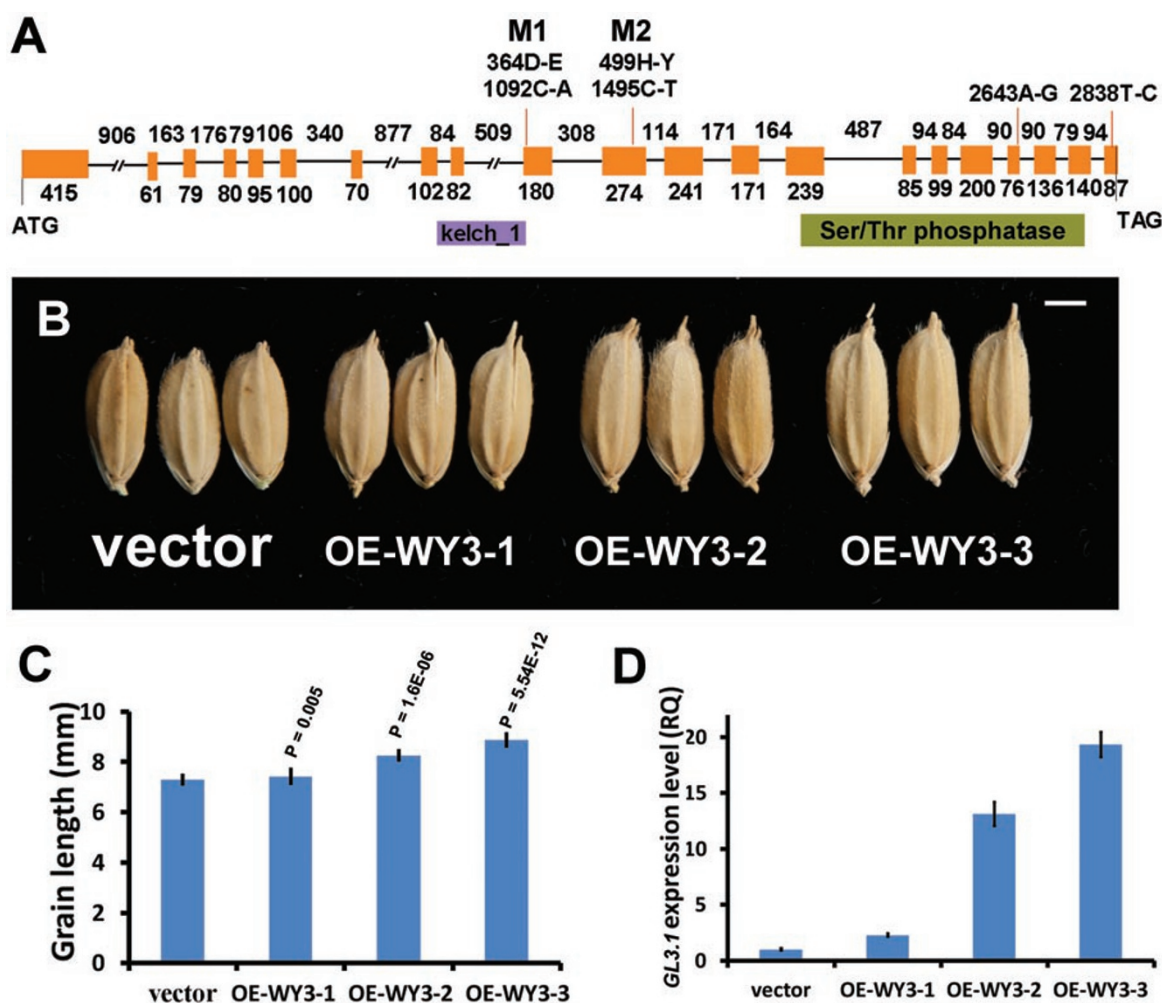 A
M1 M2
364D-E 499H-Y
1092C-A 1495C-T 2643A-G 2838T-C
906 163 176 79 106 340 877 84 509 308 114 171 164 487 94 84 90 90 79 94
415 61 79 80 95 100 70 102 82 180 274 241 171 239 85 99 200 76 136 140 87
ATG TAG
kelch_1 Ser/Thr phosphatase
B
vector OE-WY3-1 OE-WY3-2 OE-WY3-3
C
Grain length (mm)
10
8
6
4
2
0
P = 0.005
P = 1.6E-06
P = 5.54E-12
vector OE-WY3-1 OE-WY3-2 OE-WY3-3
D
GL3.1 expression level (RQ)
20
15
10
5
0
vector OE-WY3-1 OE-WY3-2 OE-WY3-3